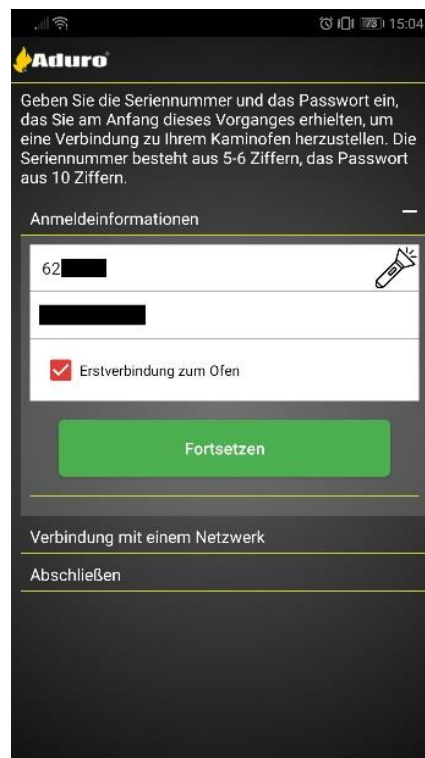 73 15:04
Aduro
Geben Sie die Seriennummer und das Passwort ein,
das Sie am Anfang dieses Vorganges erhielten, um
eine Verbindung zu Ihrem Kaminofen herzustellen. Die
Seriennummer besteht aus 5-6 Ziffern, das Passwort
aus 10 Ziffern.
Anmeldeinformationen
62
Erstverbindung zum Ofen
Fortsetzen
Verbindung mit einem Netzwerk
Abschließen